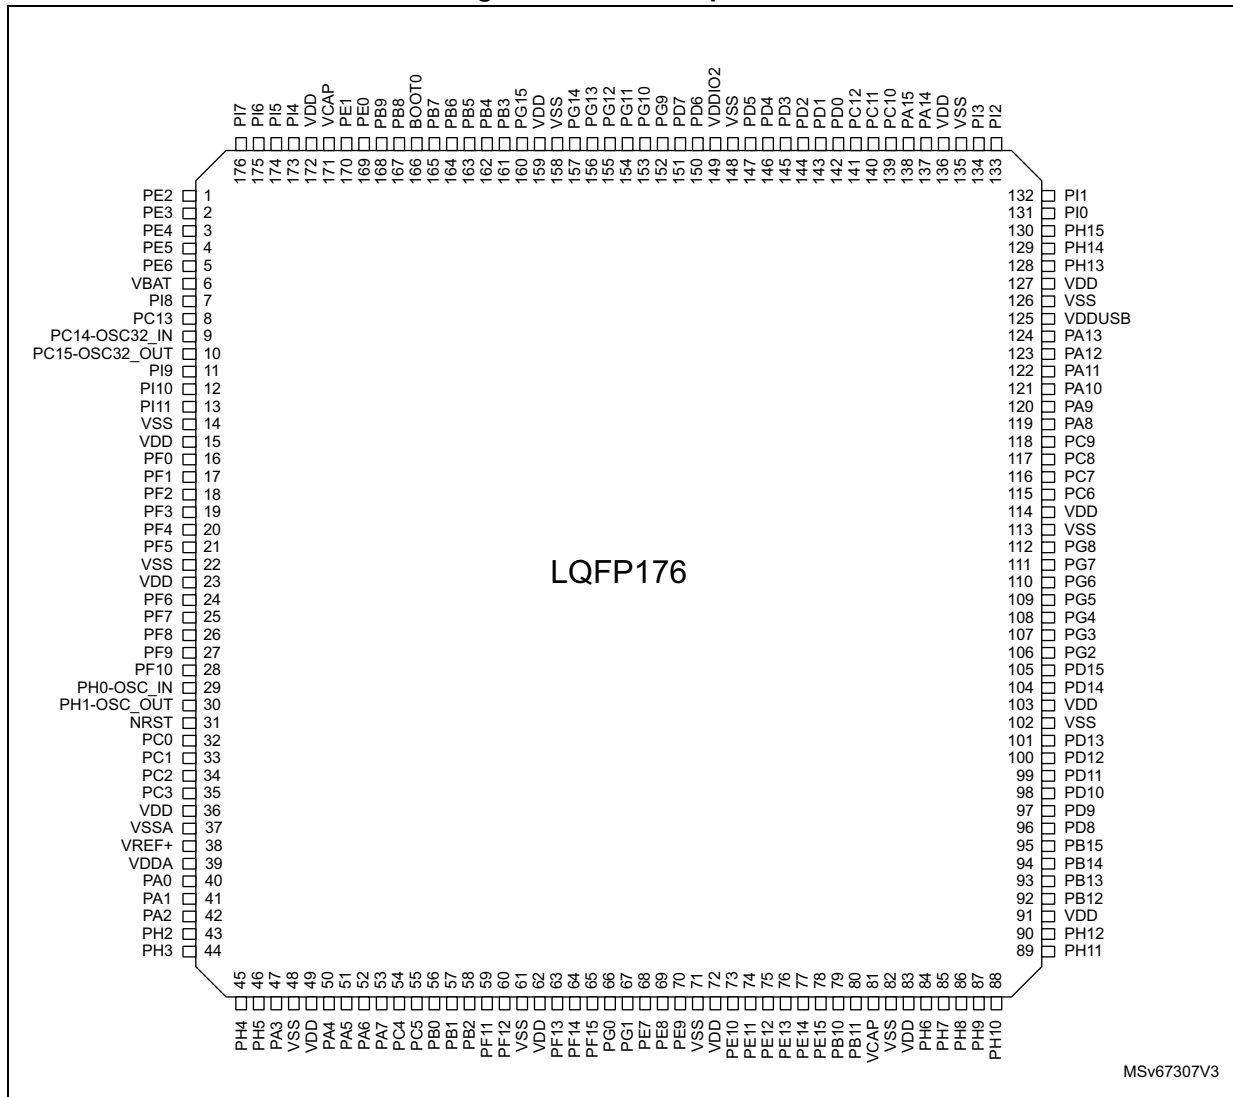 PI7
PI6
PI5
PI4
VDD
VCAP
PE1
PE0
PB9
PB8
BOOT0
PB7
PB6
PB5
PB4
PB3
PG15
VDD
VSS
PG14
PG13
PG12
PG11
PG10
PG9
PD7
PD6
VDDIO2
VSS
PD5
PD4
PD3
PD2
PD1
PD0
PC12
PC11
PC10
PA15
PA14
VDD
VSS
PI3
PI2
176
175
174
173
172
171
170
169
168
167
166
165
164
163
162
161
160
159
158
157
156
155
154
153
152
151
150
149
148
147
146
145
144
143
142
141
140
139
138
137
136
135
134
133
PE2 1
PE3 2
PE4 3
PE5 4
PE6 5
VBAT 6
PI8 7
PC13 8
PC14-OSC32_IN 9
PC15-OSC32_OUT 10
PI9 11
PI10 12
PI11 13
VSS 14
VDD 15
PF0 16
PF1 17
PF2 18
PF3 19
PF4 20
PF5 21
VSS 22
VDD 23
PF6 24
PF7 25
PF8 26
PF9 27
PF10 28
PH0-OSC_IN 29
PH1-OSC_OUT 30
NRST 31
PC0 32
PC1 33
PC2 34
PC3 35
VDD 36
VSSA 37
VREF+ 38
VDDA 39
PA0 40
PA1 41
PA2 42
PH2 43
PH3 44
LQFP176
132 PI1
131 PI0
130 PH15
129 PH14
128 PH13
127 VDD
126 VSS
125 VDDUSB
124 PA13
123 PA12
122 PA11
121 PA10
120 PA9
119 PA8
118 PC9
117 PC8
116 PC7
115 PC6
114 VDD
113 VSS
112 PG8
111 PG7
110 PG6
109 PG5
108 PG4
107 PG3
106 PG2
105 PD15
104 PD14
103 VDD
102 VSS
101 PD13
100 PD12
99 PD11
98 PD10
97 PD9
96 PD8
95 PB15
94 PB14
93 PB13
92 PB12
91 VDD
90 PH12
89 PH11
45
46
47
48
49
50
51
52
53
54
55
56
57
58
59
60
61
62
63
64
65
66
67
68
69
70
71
72
73
74
75
76
77
78
79
80
81
82
83
84
85
86
87
88
PH4
PH5
PA3
VSS
VDD
PA4
PA5
PA6
PA7
PC4
PC5
PB0
PB1
PB2
PF11
PF12
VSS
VDD
PF13
PF14
PF15
PG0
PG1
PE7
PE8
PE9
VSS
VDD
PE10
PE11
PE12
PE13
PE14
PE15
PB10
PB11
VCAP
VSS
VDD
PH6
PH7
PH8
PH9
PH10
MSv67307V3